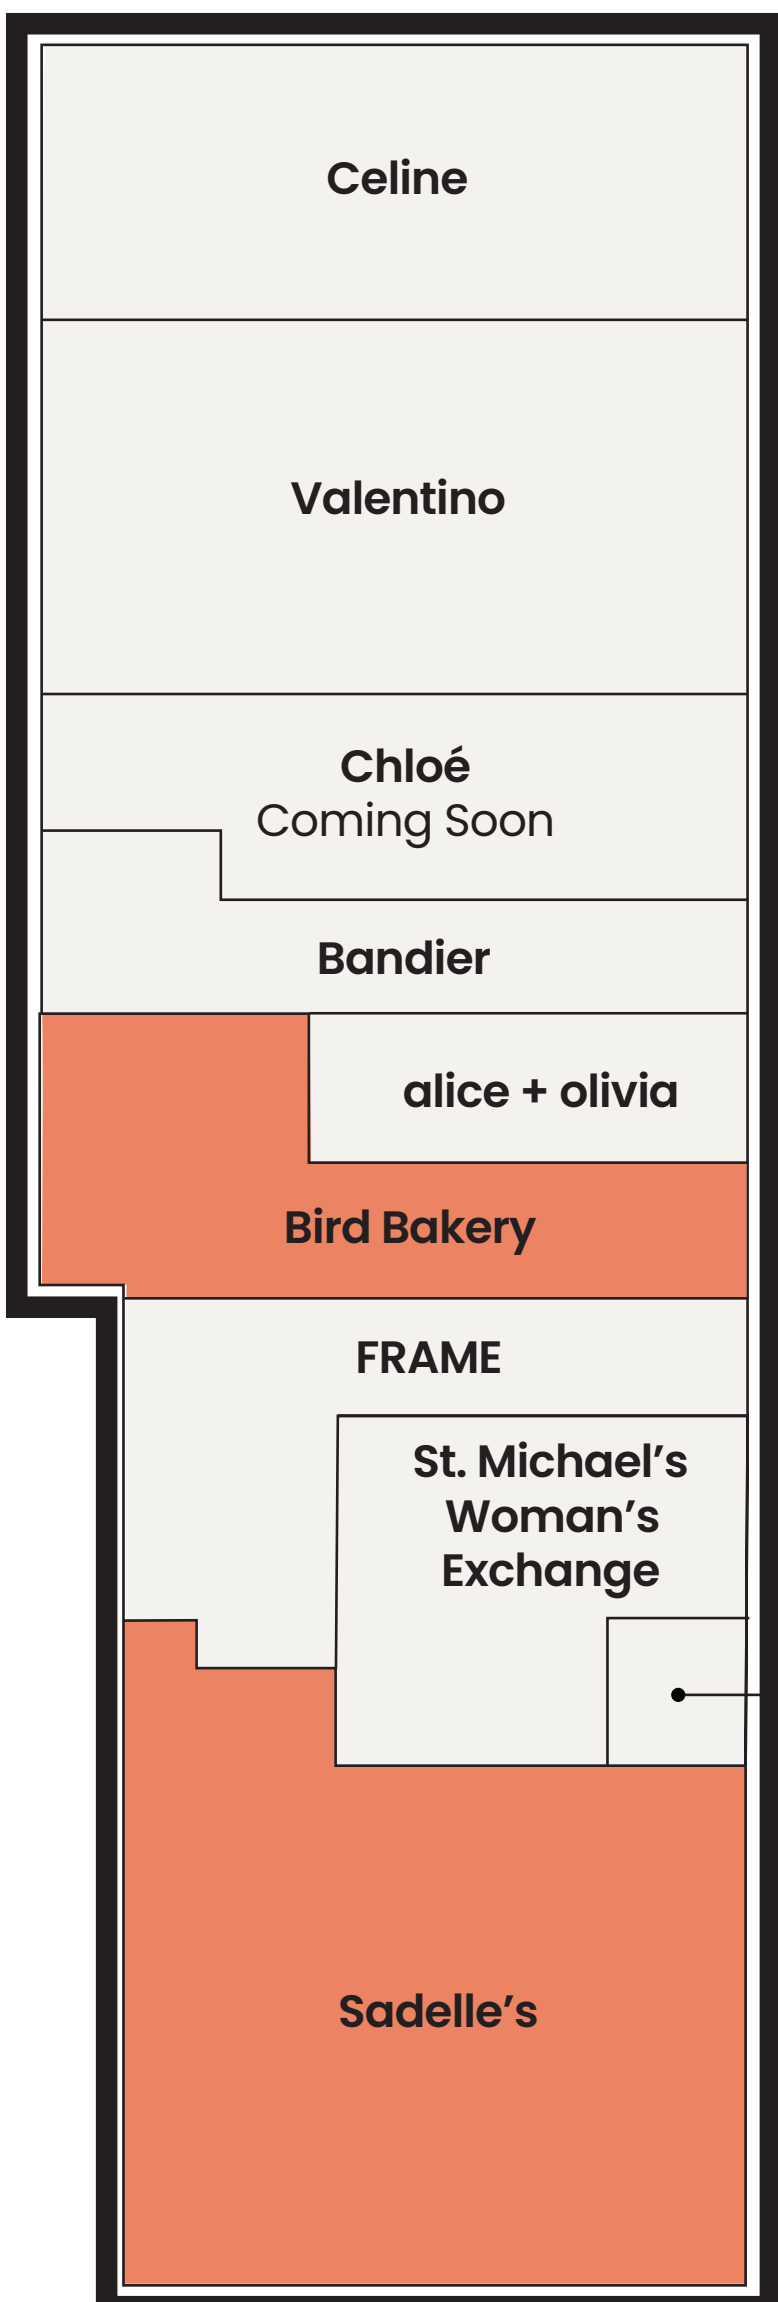 Celine
Valentino
Chloé
Coming Soon
Bandier
alice + olivia
Bird Bakery
FRAME
St. Michael’s
Woman’s
Exchange
Sadelle’s